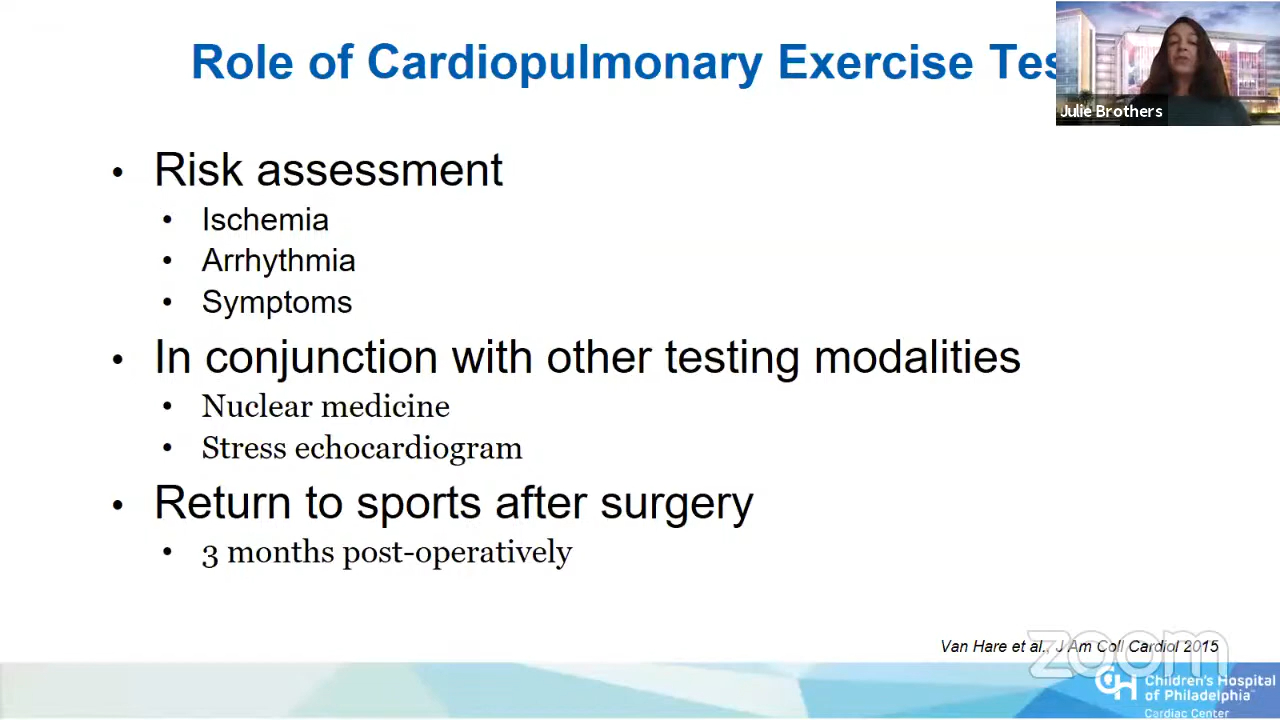 Role of Cardiopulmonary Exercise Tes
Julie Brothers
• Risk assessment
• Ischemia
• Arrhythmia
• Symptoms
• In conjunction with other testing modalities
• Nuclear medicine
• Stress echocardiogram
• Return to sports after surgery
• 3 months post-operatively
Van Hare et al., J Am Coll Cardiol 2015
zoom
CH Children's Hospital
of Philadelphia
Cardiac Center